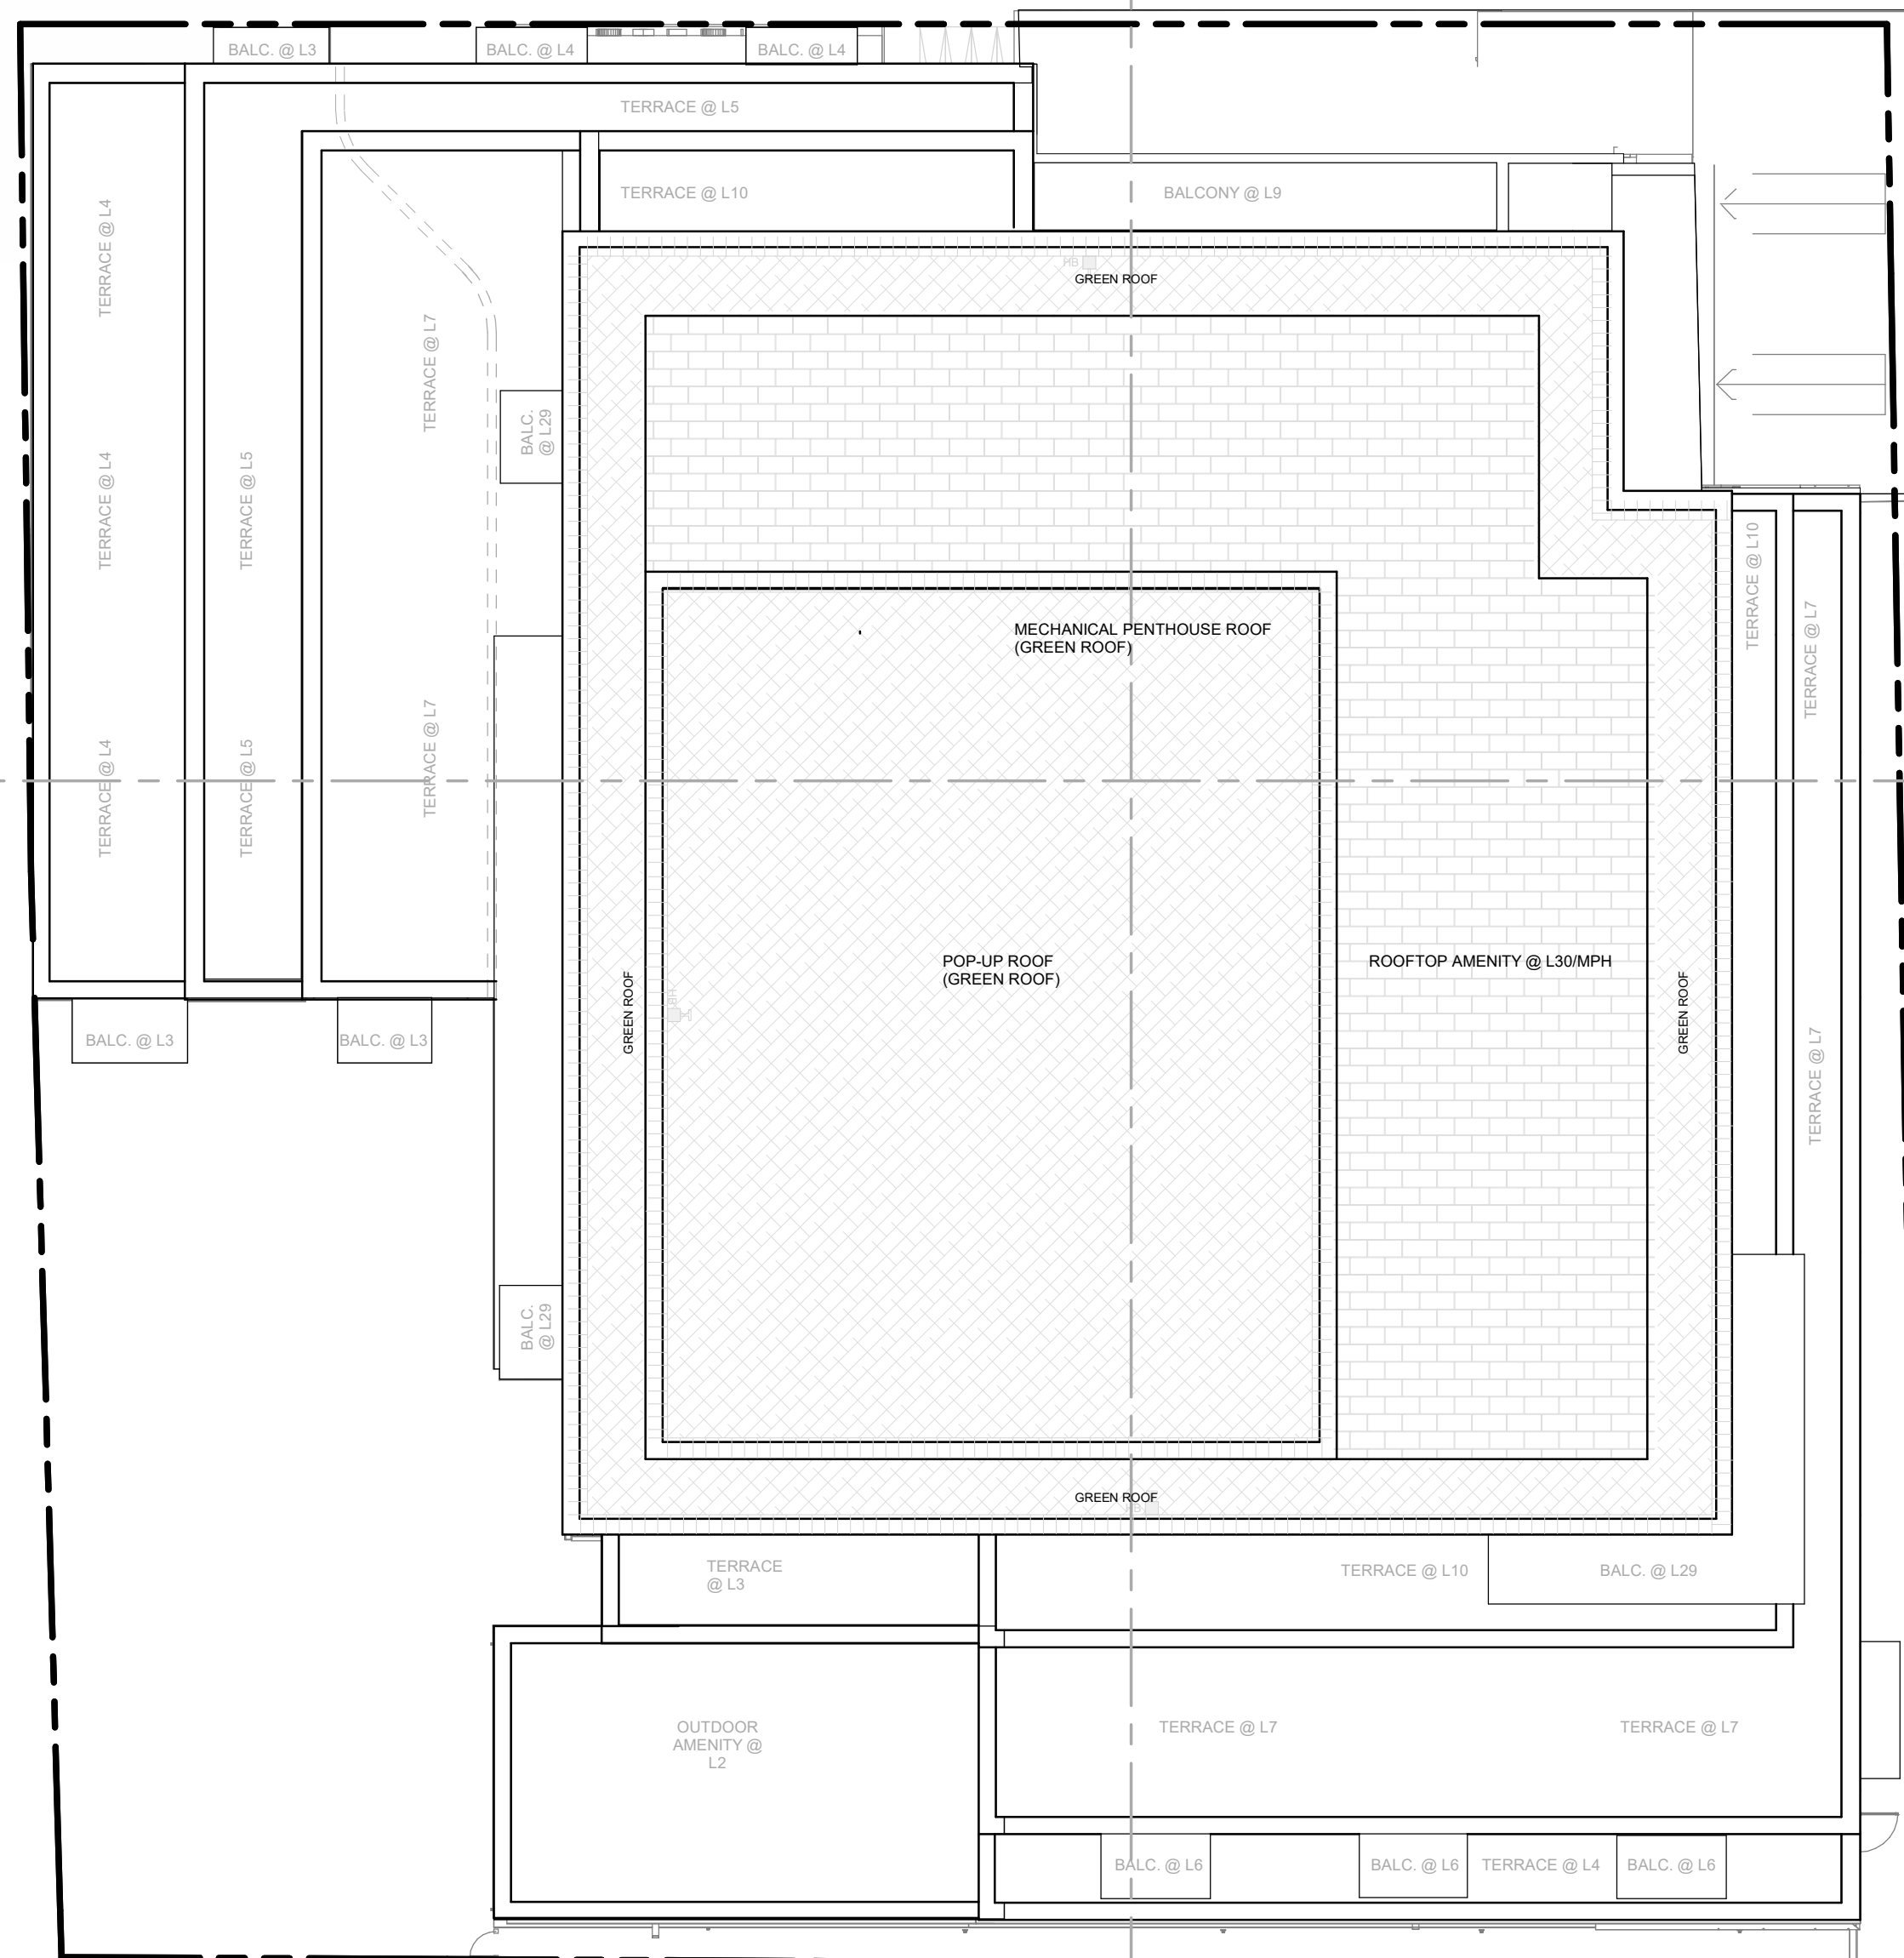 BALC. @ L3
BALC. @ L4
BALC. @ L4
TERRACE @ L5
TERRACE @ L10
BALCONY @ L9
TERRACE @ L4
HB
GREEN ROOF
TERRACE @ L7
BALC.
@ L29
TERRACE @ L4
TERRACE @ L5
TERRACE @ L10
TERRACE @ L7
MECHANICAL PENTHOUSE ROOF
(GREEN ROOF)
TERRACE @ L4
TERRACE @ L5
TERRACE @ L7
POP-UP ROOF
(GREEN ROOF)
ROOFTOP AMENITY @ L30/MPH
GREEN ROOF
HB
GREEN ROOF
TERRACE @ L7
BALC. @ L3
BALC. @ L3
BALC.
@ L29
GREEN ROOF
HB
TERRACE
@ L3
TERRACE @ L10
BALC. @ L29
OUTDOOR
AMENITY @
L2
TERRACE @ L7
TERRACE @ L7
BALC. @ L6
BALC. @ L6
TERRACE @ L4
BALC. @ L6